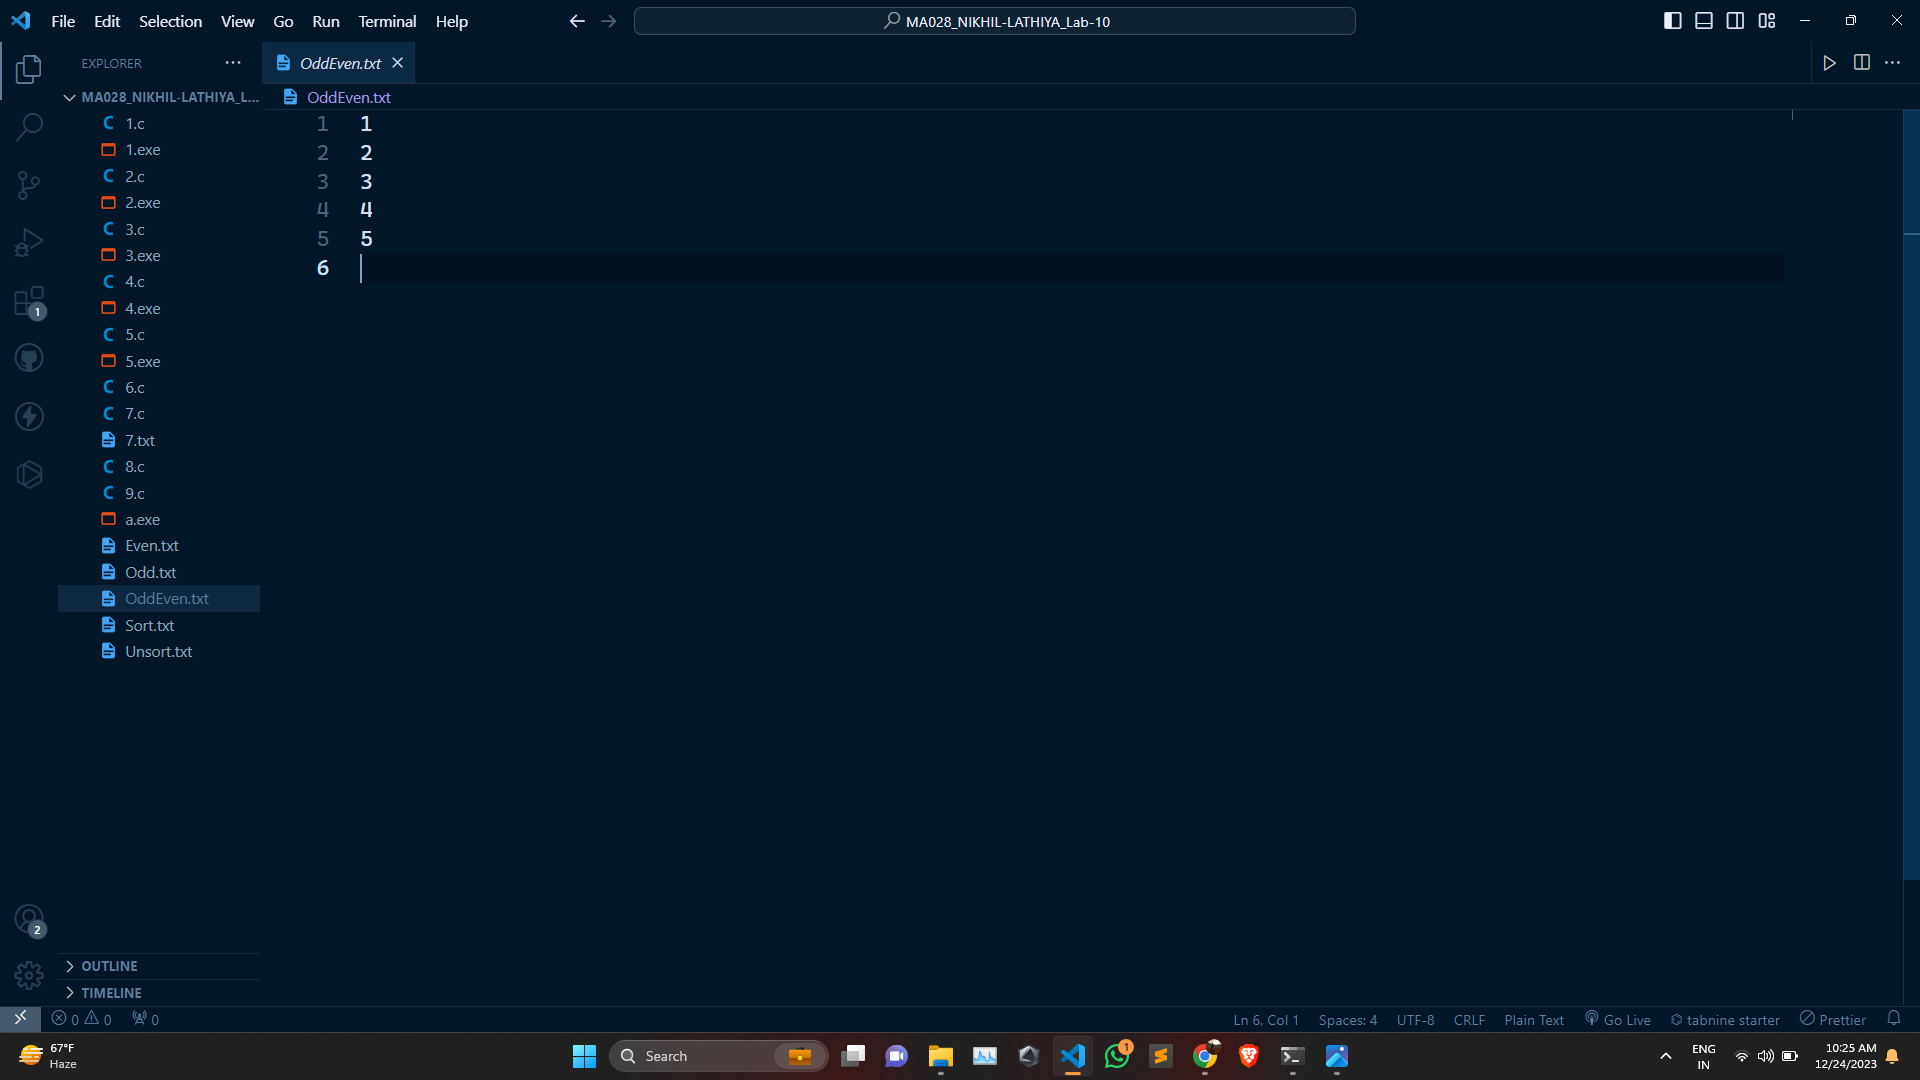 File Edit Selection View Go Run Terminal Help
MA028_NIKHIL-LATHIYA_Lab-10
EXPLORER
OddEven.txt
MA028_NIKHIL-LATHIYA_L...
OddEven.txt
1.c
1.exe
2.c
2.exe
3.c
3.exe
4.c
4.exe
5.c
5.exe
6.c
7.c
7.txt
8.c
9.c
a.exe
Even.txt
Odd.txt
OddEven.txt
Sort.txt
Unsort.txt
1 1
2 2
3 3
4 4
5 5
6
1
2
OUTLINE
TIMELINE
0 0 0
Ln 6, Col 1 Spaces: 4 UTF-8 CRLF Plain Text Go Live tabnine starter Prettier
67°F
Haze
Search
1
ENG
IN
10:25 AM
12/24/2023